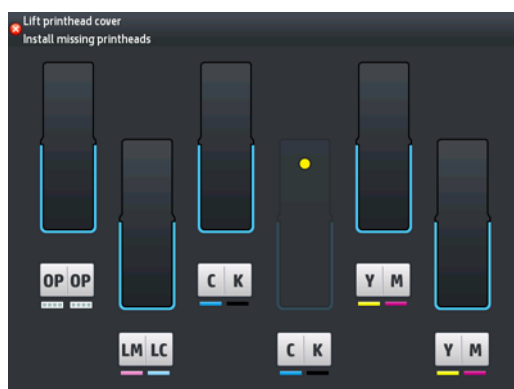 Lift printhead cover
Install missing printheads
OP OP
C K
Y M
LM LC
C K
Y M